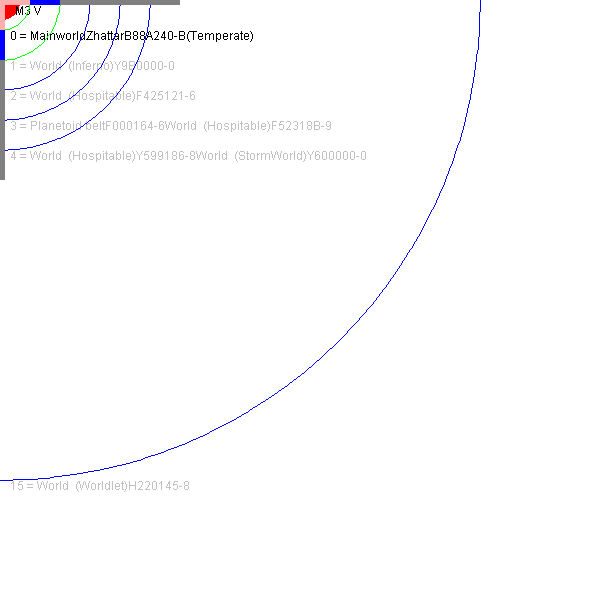 M3 V
0 = MainworldZhattarB88A240-B(Temperate)
1 = World (Inferno)Y9B0000-0
2 = World (Hospitable)F425121-6
3 = Planetoid beltF000164-6World (Hospitable)F52318B-9
4 = World (Hospitable)Y599186-8World (StormWorld)Y600000-0
15 = World (Worldlet)H220145-8